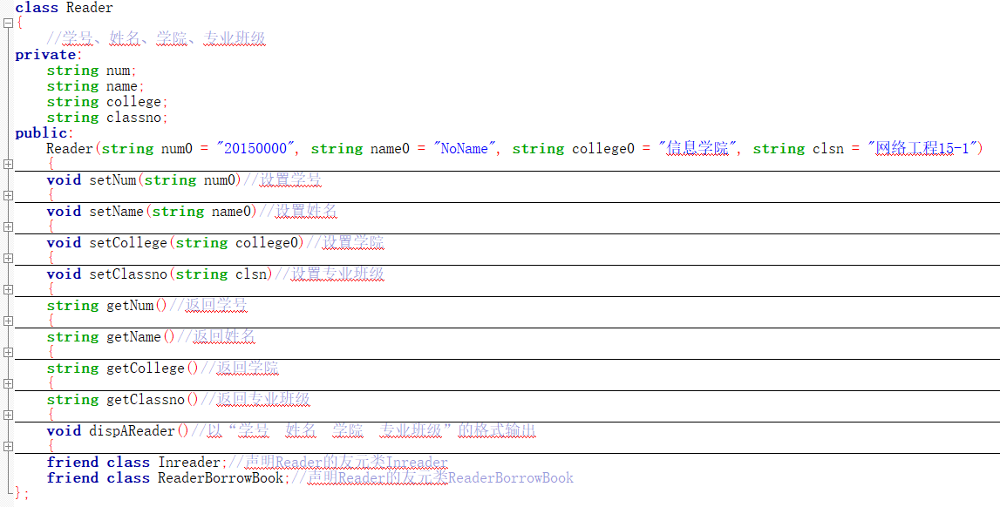 class Reader
{
//学号、姓名、学院、专业班级
private:
string num;
string name;
string college;
string classno;
public:
Reader(string num0 = "20150000", string name0 = "NoName", string college0 = "信息学院", string clsn = "网络工程15-1")
{
void setNum(string num0)//设置学号
{
void setName(string name0)//设置姓名
{
void setCollege(string college0)//设置学院
{
void setClassno(string clsn)//设置专业班级
{
string getNum()//返回学号
{
string getName()//返回姓名
{
string getCollege()//返回学院
{
string getClassno()//返回专业班级
{
void dispAReader()//以“学号  姓名  学院  专业班级”的格式输出
{
friend class Inreader;//声明Reader的友元类Inreader
friend class ReaderBorrowBook;//声明Reader的友元类ReaderBorrowBook
};